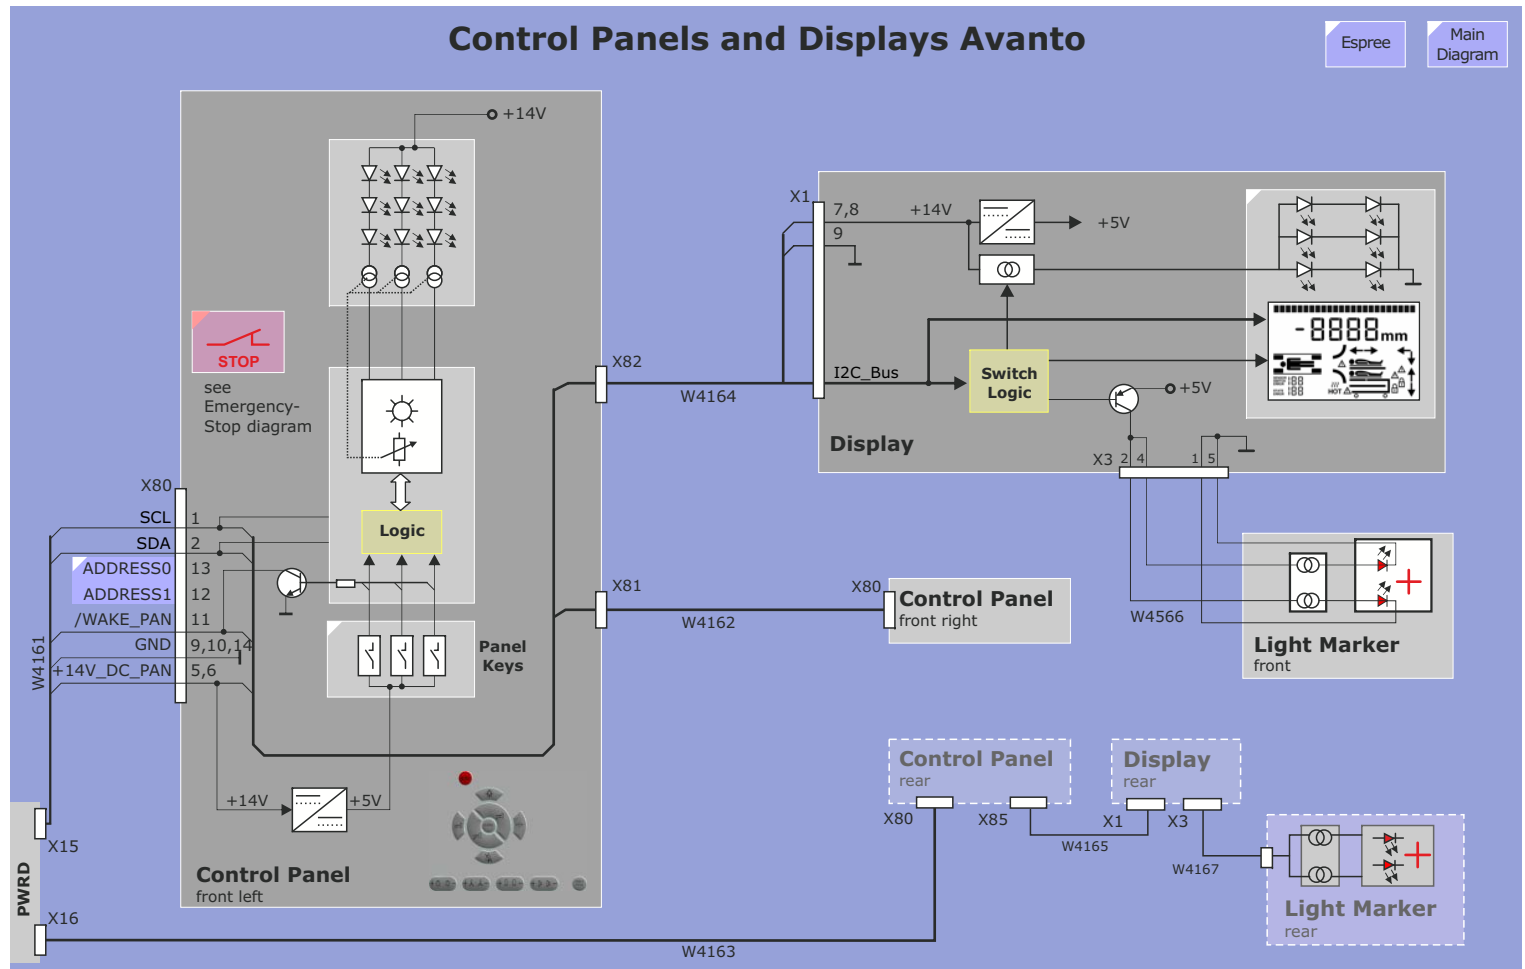 Control Panels and Displays Avanto
Espree
Main
Diagram
+14V
STOP
see
Emergency-
Stop diagram
Logic
Panel
Keys
X80
SCL
1
SDA
2
ADDRESS0
13
ADDRESS1
12
/WAKE_PAN
11
GND
9,10,14
+14V_DC_PAN
5,6
W4161
+14V
+5V
Control Panel
front left
X15
PWRD
X16
X82
W4164
X81
W4162
X80
Control Panel
front right
X1
7,8
+14V
+5V
9
I2C_Bus
Switch
Logic
+5V
-8888mm
HOT
Display
X3
2
4
1
5
W4566
Light Marker
front
Control Panel
rear
X80
X85
W4165
Display
rear
X1
X3
W4167
Light Marker
rear
W4163